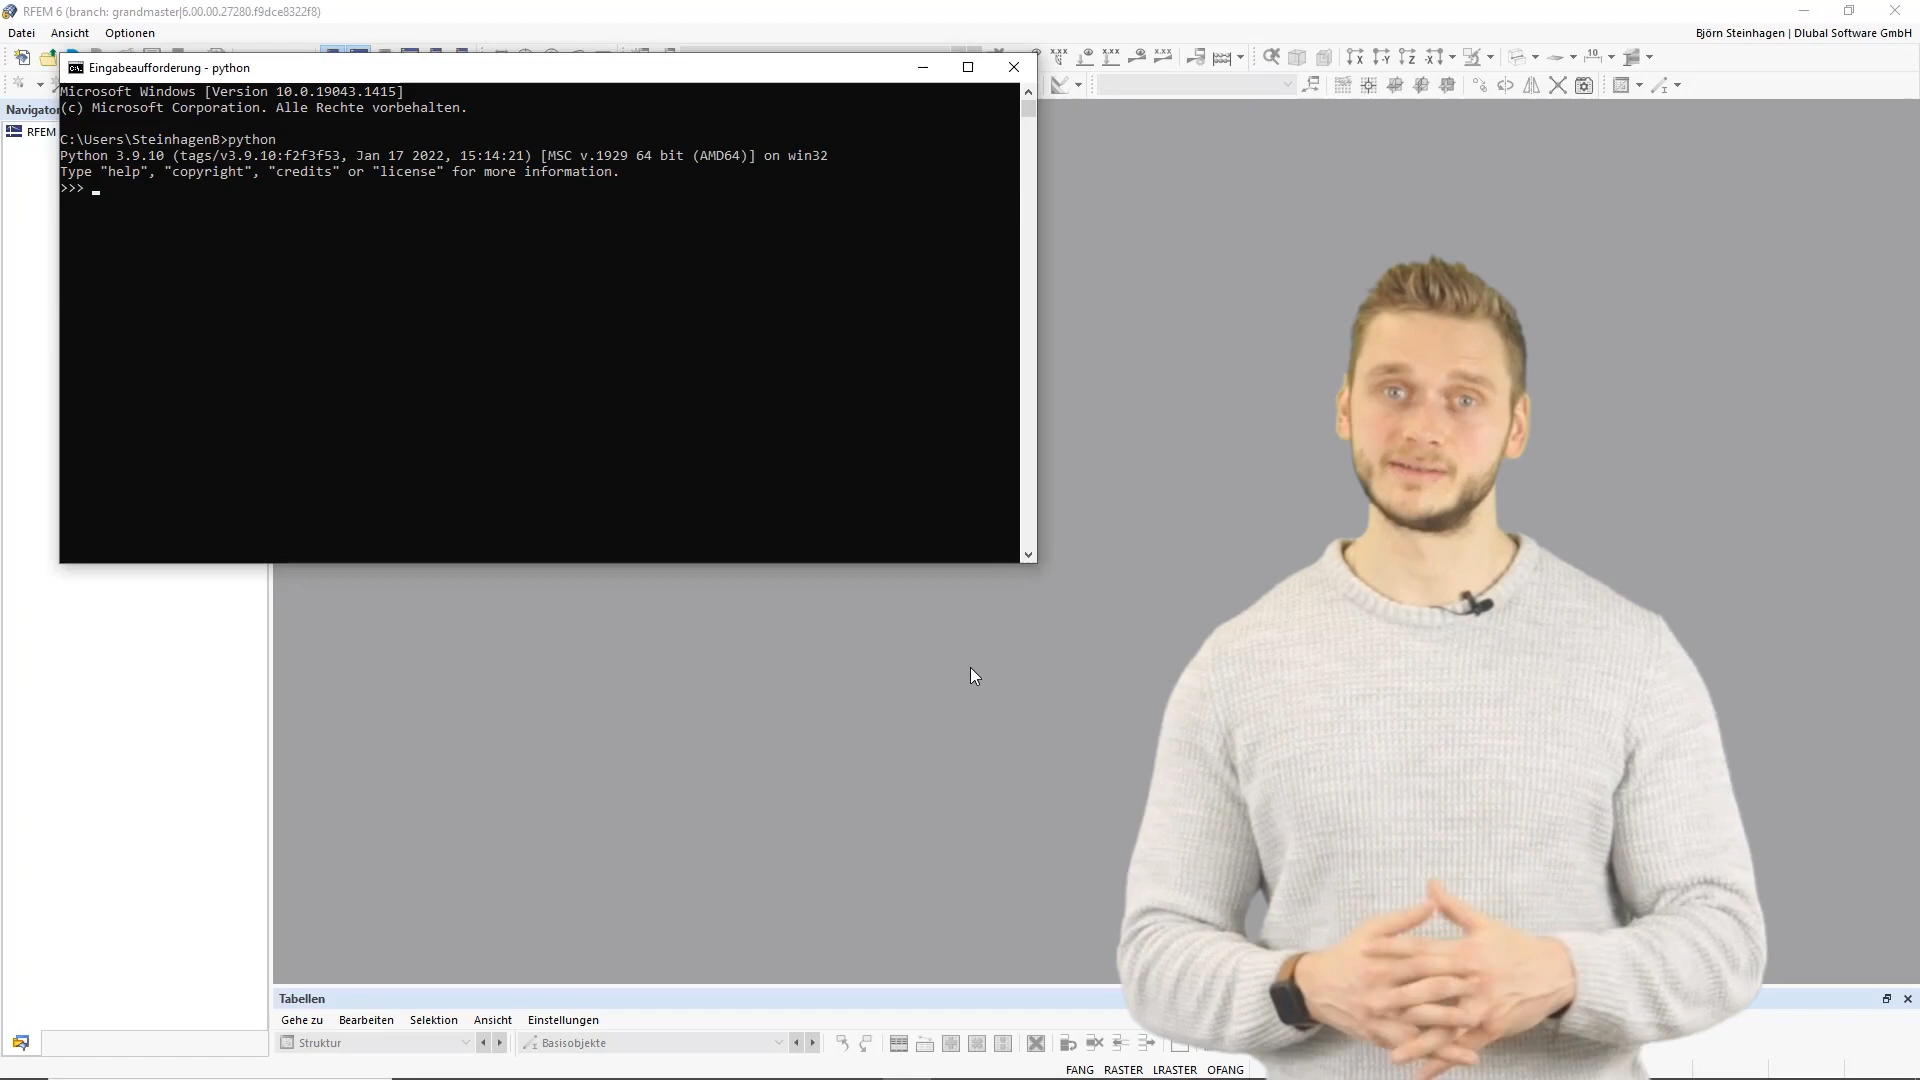 RFEM 6 (branch: grandmaster|6.00.00.27280.f9dce8322f8)
Datei Ansicht Optionen
Björn Steinhagen | Dlubal Software GmbH
Eingabeaufforderung - python
Microsoft Windows [Version 10.0.19043.1415]
(c) Microsoft Corporation. Alle Rechte vorbehalten.
C:\Users\SteinhagenB>python
Python 3.9.10 (tags/v3.9.10:f2f3f53, Jan 17 2022, 15:14:21) [MSC v.1929 64 bit (AMD64)] on win32
Type "help", "copyright", "credits" or "license" for more information.
>>>
RFEM
Tabellen
Gehe zu Bearbeiten Selektion Ansicht Einstellungen
Struktur Basisobjekte
FANG RASTER LRASTER OFANG